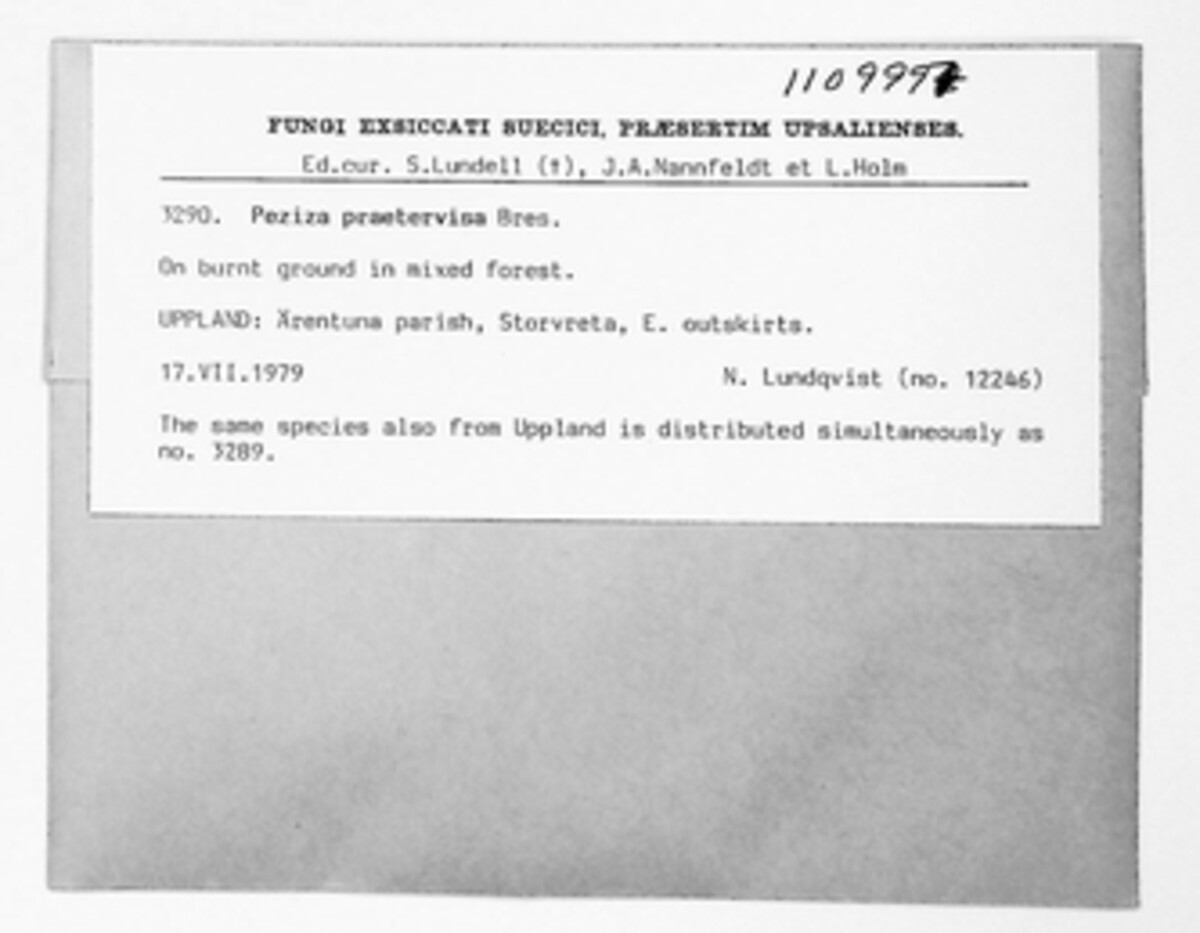 FUNGI EXSICCATI SUECICI, PRÆSERTIM UPSALIENSES.
Ed.cur. S.Lundell (†), J.A.Nannfeldt et L.Holm
3290. Peziza praetervisa Bres.
On burnt ground in mixed forest.
UPPLAND: Ärentuna parish, Storvreta, E. outskirts.
17.VII.1979 N. Lundqvist (no. 12246)
The same species also from Uppland is distributed simultaneously as
no. 3289.